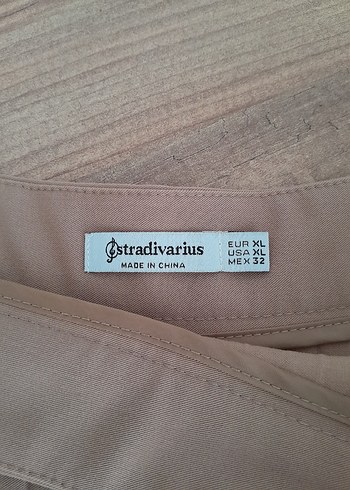 stradivarius
MADE IN CHINA
EUR XL
USA XL
MEX 32